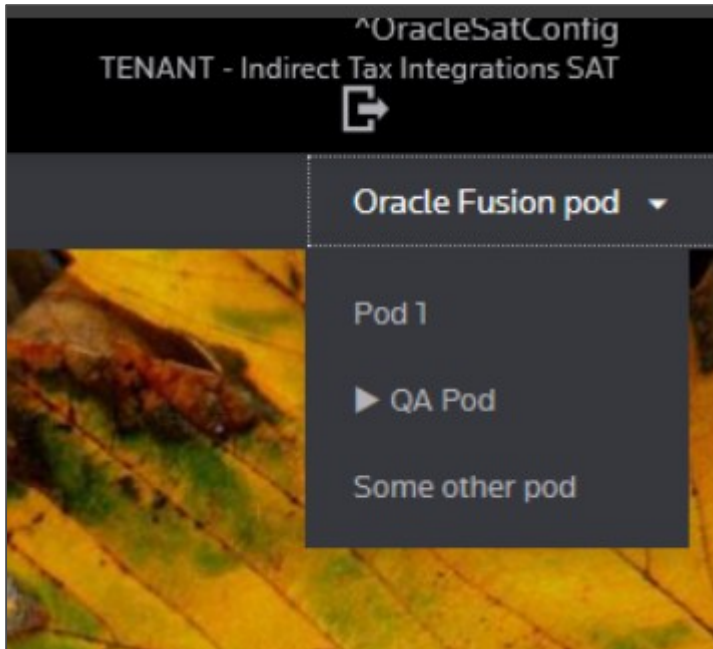 ^OracleSatConfig
TENANT - Indirect Tax Integrations SAT
Oracle Fusion pod
Pod 1
QA Pod
Some other pod